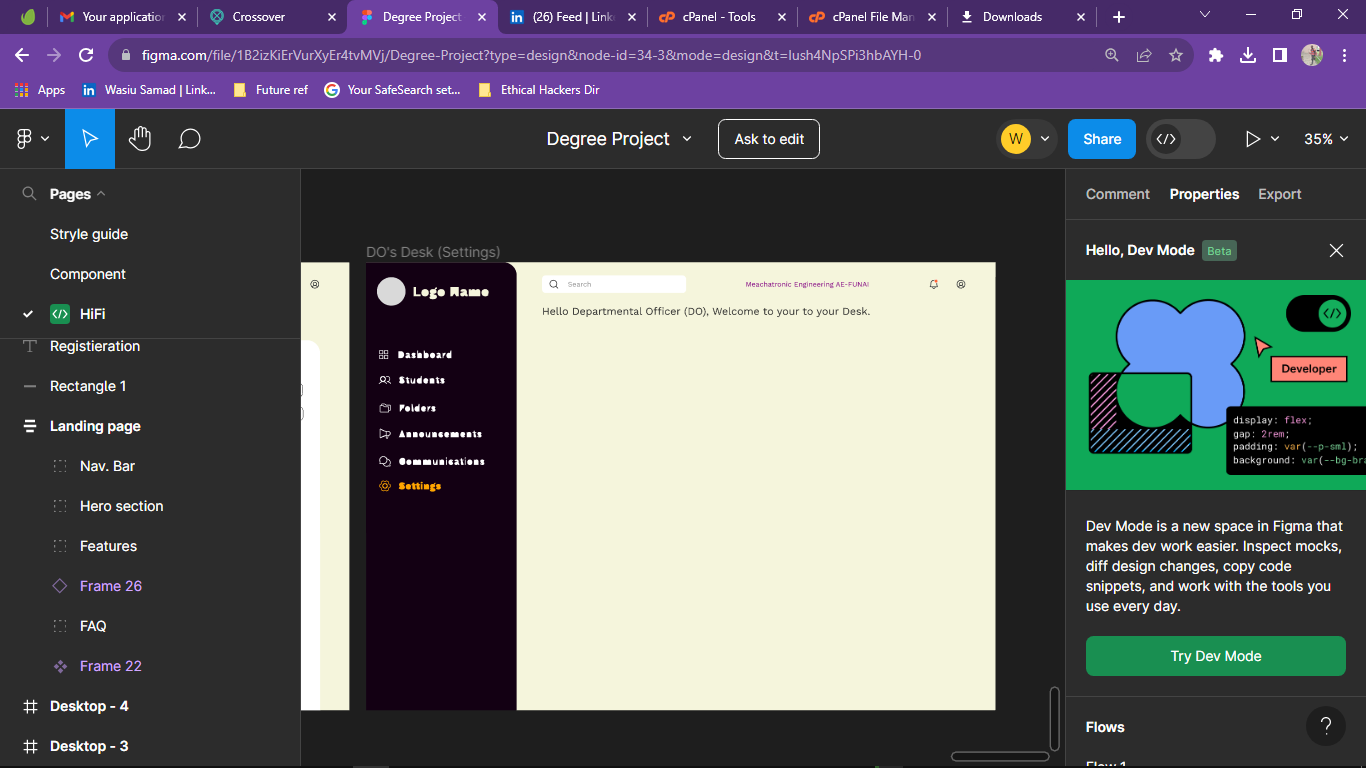 Your application
Crossover
Degree Project
(26) Feed | Link
cPanel - Tools
cPanel File Man
Downloads
figma.com/file/1B2izKiErVurXyEr4tvMVj/Degree-Project?type=design&node-id=34-3&mode=design&t=Iush4NpSPi3hbAYH-0
Apps
Wasiu Samad | Link...
Future ref
Your SafeSearch set...
Ethical Hackers Dir
Degree Project
Ask to edit
W
Share
35%
Pages
Stryle guide
Component
HiFi
Registieration
Rectangle 1
Landing page
Nav. Bar
Hero section
Features
Frame 26
FAQ
Frame 22
Desktop - 4
Desktop - 3
DO's Desk (Settings)
Logo Name
Search
Meachatronic Engineering AE-FUNAI
Hello Departmental Officer (DO), Welcome to your to your Desk.
Dashboard
Students
Folders
Announcements
Communications
Settings
Comment
Properties
Export
Hello, Dev Mode
Beta
Developer
display: flex;
gap: 2rem;
padding: var(--p-sml);
background: var(--bg-bra
Dev Mode is a new space in Figma that
makes dev work easier. Inspect mocks,
diff design changes, copy code
snippets, and work with the tools you
use every day.
Try Dev Mode
Flows
?
Flow 1